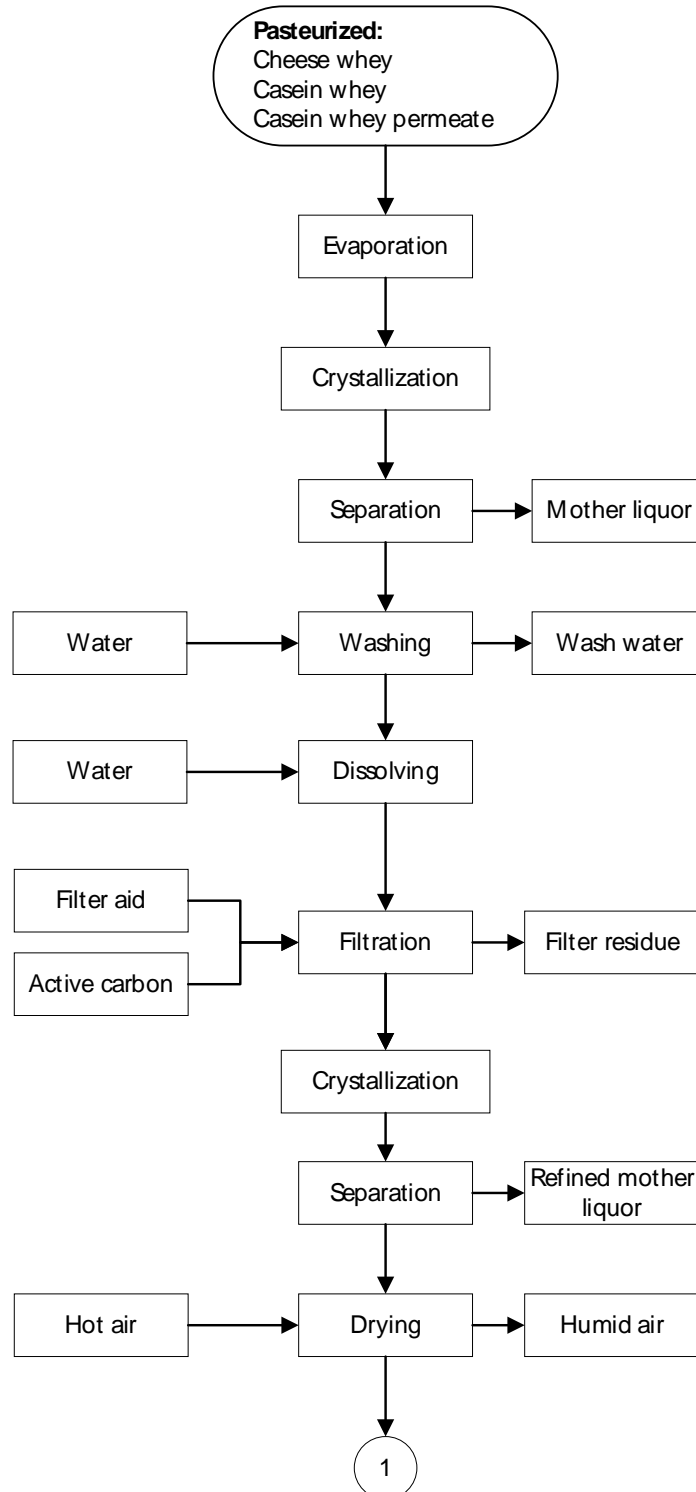 Pasteurized:
Cheese whey
Casein whey
Casein whey permeate
Evaporation
Crystallization
Separation
Mother liquor
Water
Washing
Wash water
Water
Dissolving
Filter aid
Active carbon
Filtration
Filter residue
Crystallization
Separation
Refined mother
liquor
Hot air
Drying
Humid air
1